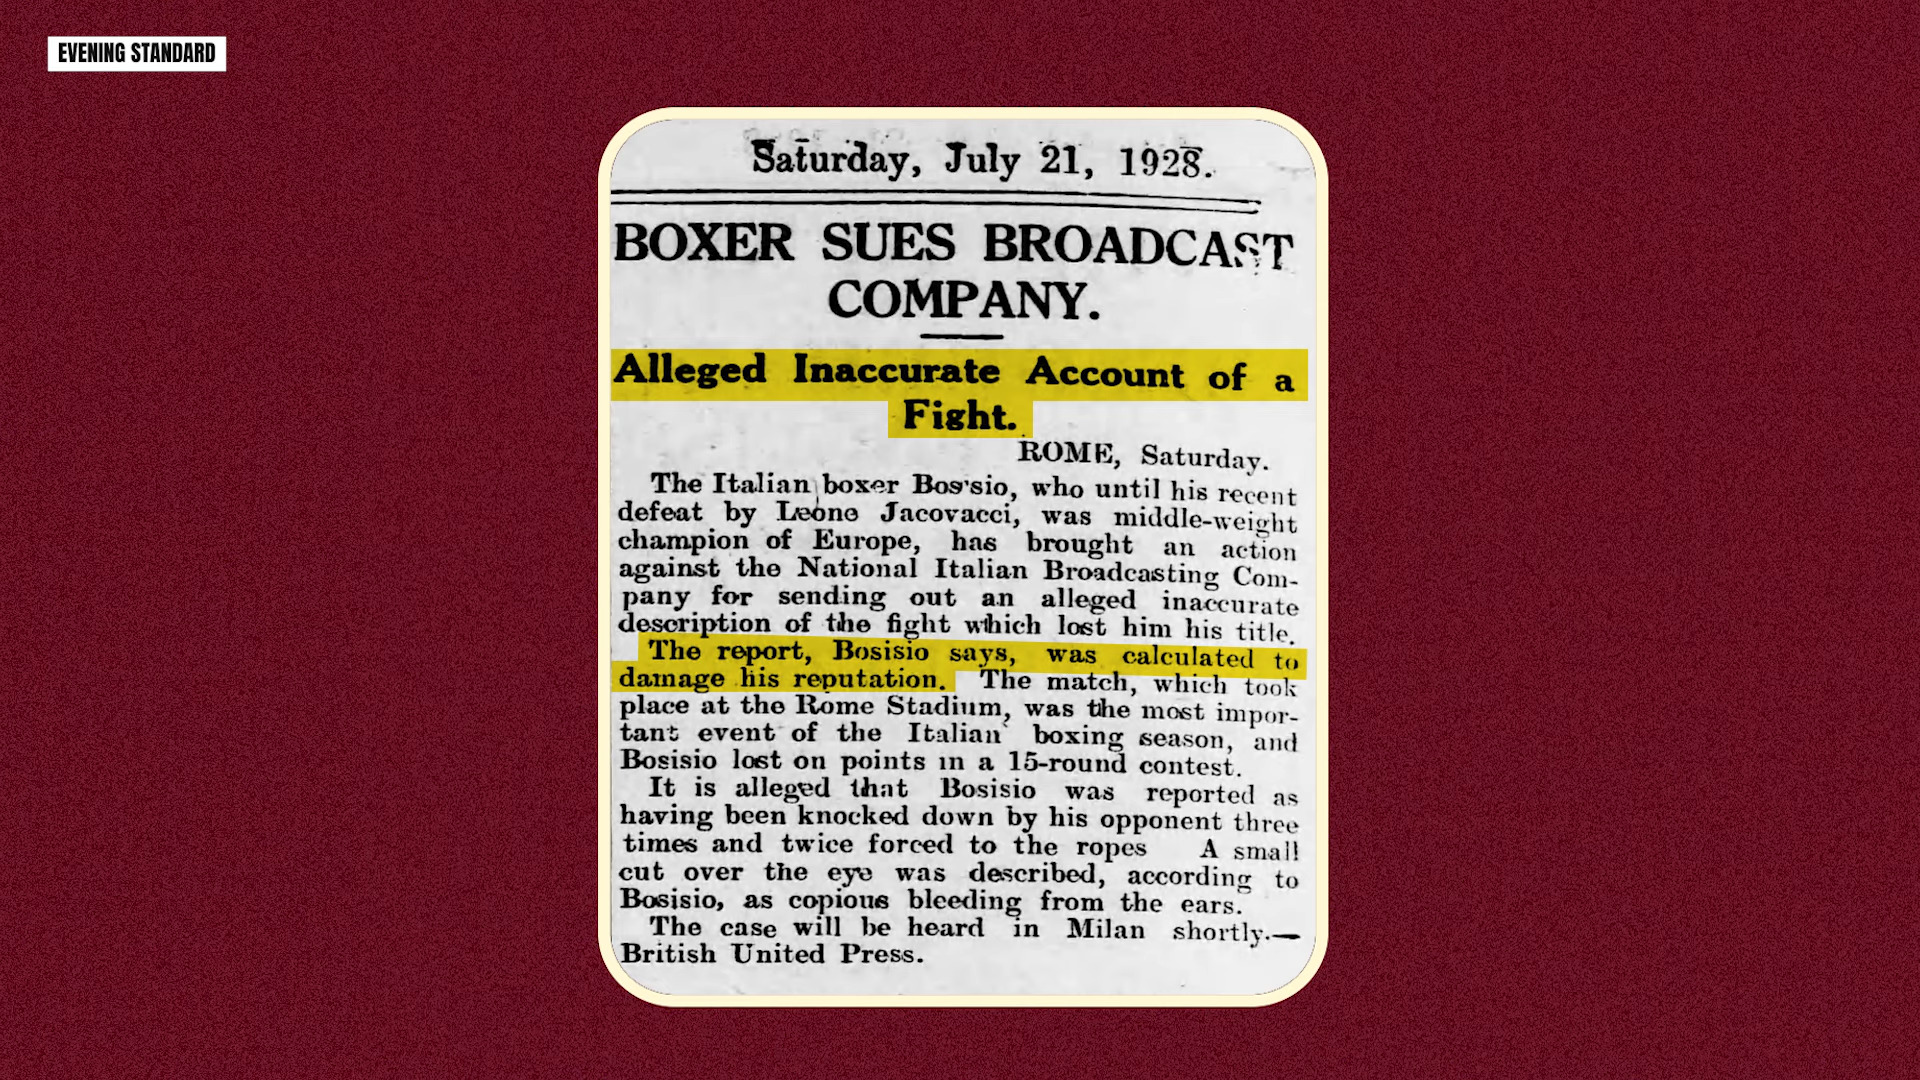 EVENING STANDARD
Saturday, July 21, 1928.
BOXER SUES BROADCAST
COMPANY.
Alleged Inaccurate Account of a
Fight.
ROME, Saturday.
The Italian boxer Bos'sio, who until his recent
defeat by Leone Jacovacci, was middle-weight
champion of Europe, has brought an action
against the National Italian Broadcasting Com-
pany for sending out an alleged inaccurate
description of the fight which lost him his title.
The report, Bosisio says, was calculated to
damage his reputation. The match, which took
place at the Rome Stadium, was the most impor-
tant event of the Italian boxing season, and
Bosisio lost on points in a 15-round contest.
It is alleged that Bosisio was reported as
having been knocked down by his opponent three
times and twice forced to the ropes A small
cut over the eye was described, according to
Bosisio, as copious bleeding from the ears.
The case will be heard in Milan shortly.—
British United Press.